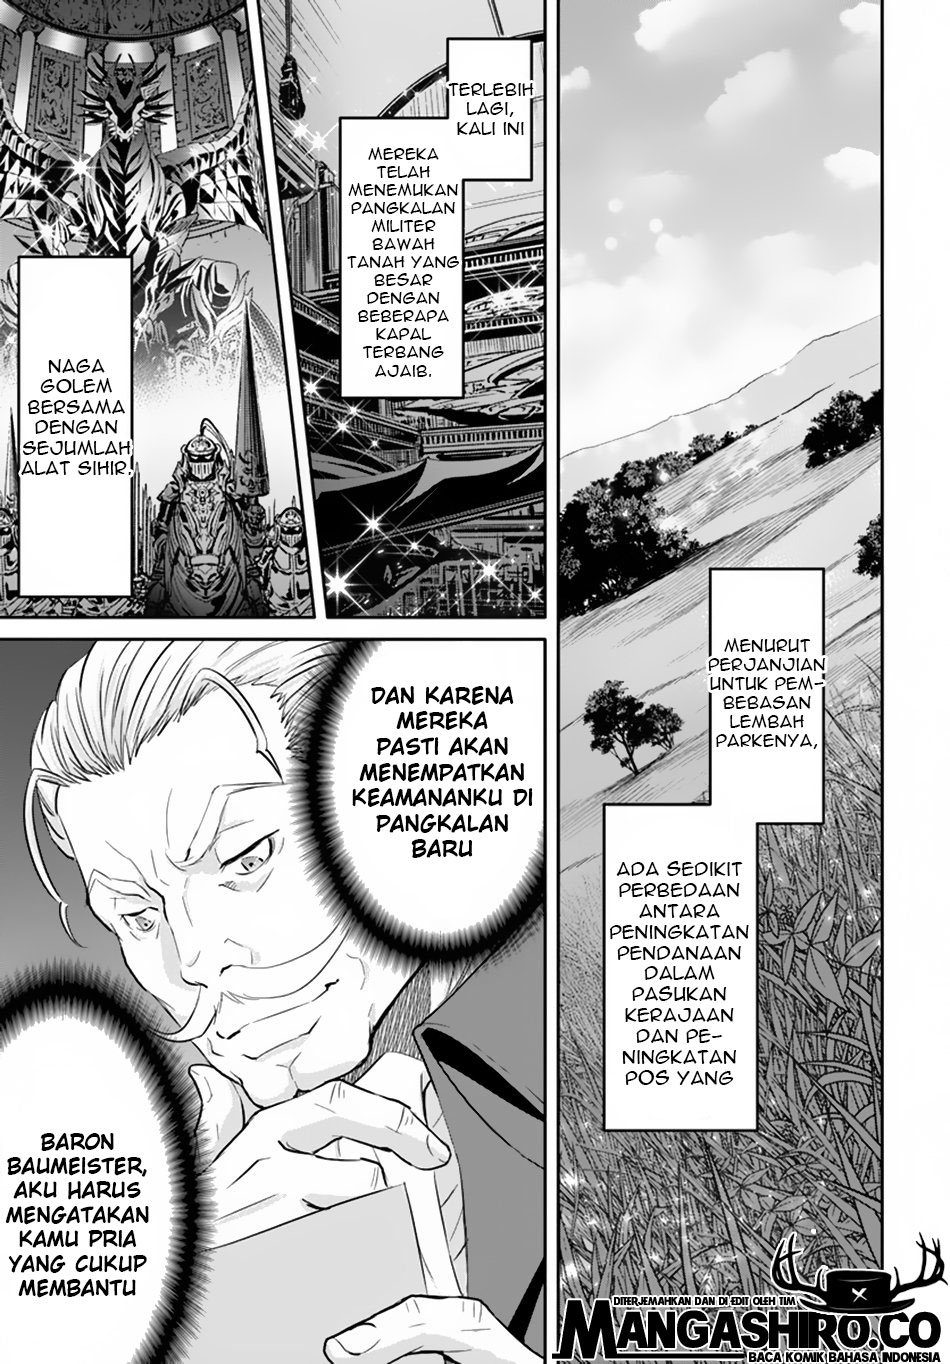 MENURUT
PERJANJIAN
UNTUK PEM-
BEBASAN
LEMBAH
PARKENYA,
ADA SEDIKIT
PERBEDAAN
ANTARA
PENINGKATAN
PENDANAAN
DALAM
PASUKAN
KERAJAAN
DAN PE-
NINGKATAN
POS YANG
TERLEBIH
LAGI,
KALI INI
MEREKA
TELAH
MENEMUKAN
PANGKALAN
MILITER
BAWAH
TANAH YANG
BESAR
DENGAN
BEBERAPA
KAPAL
TERBANG
AJAIB.
NAGA
GOLEM
BERSAMA
DENGAN
SEJUMLAH
ALAT SIHIR.
DAN KARENA
MEREKA
PASTI AKAN
MENEMPATKAN
KEAMANANKU DI
PANGKALAN
BARU
BARON
BAUMEISTER,
AKU HARUS
MENGATAKAN
KAMU PRIA
YANG CUKUP
MEMBANTU
DITERJEMAHKAN DAN DI EDIT OLEH TIM
MANGASHIRO.CO
BACA KOMIK BAHASA INDONESIA